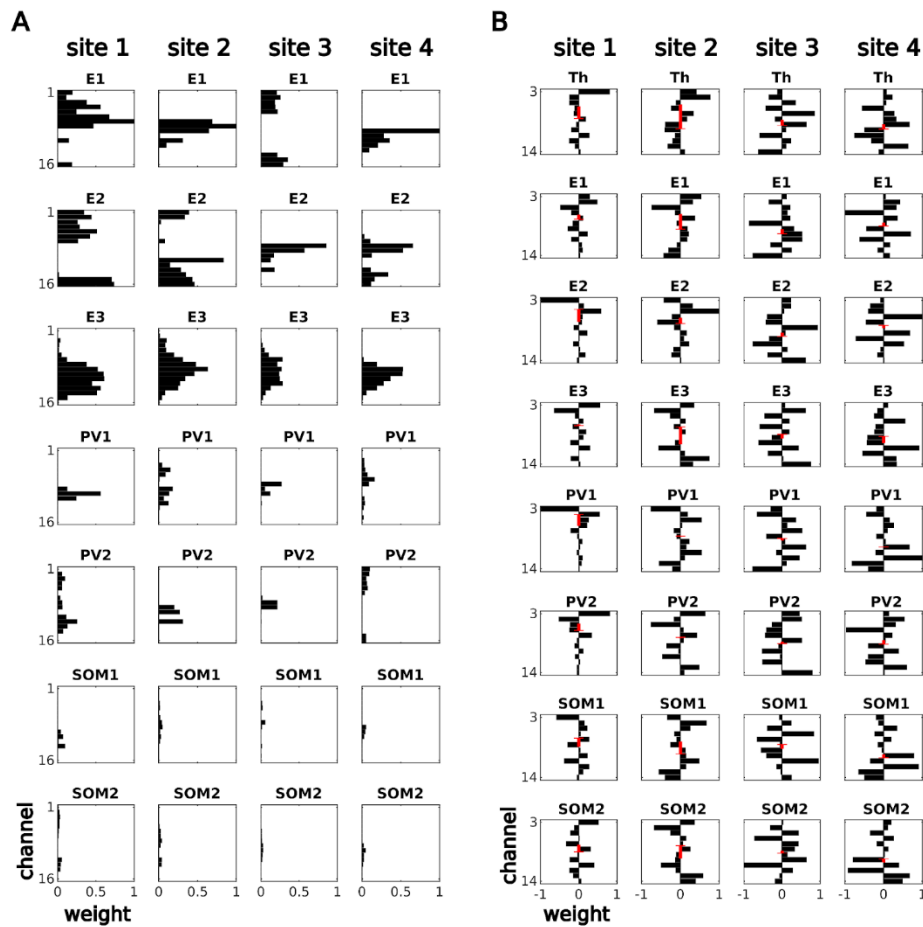 A
site 1 site 2 site 3 site 4
E1 E1 E1 E1
1
16
E2 E2 E2 E2
1
16
E3 E3 E3 E3
1
16
PV1 PV1 PV1 PV1
1
16
PV2 PV2 PV2 PV2
1
16
SOM1 SOM1 SOM1 SOM1
1
16
SOM2 SOM2 SOM2 SOM2
1
16
channel
0 0.5 1 0 0.5 1 0 0.5 1 0 0.5 1
weight
B
site 1 site 2 site 3 site 4
Th Th Th Th
3
14
E1 E1 E1 E1
3
14
E2 E2 E2 E2
3
14
E3 E3 E3 E3
3
14
PV1 PV1 PV1 PV1
3
14
PV2 PV2 PV2 PV2
3
14
SOM1 SOM1 SOM1 SOM1
3
14
SOM2 SOM2 SOM2 SOM2
3
14
channel
-1 0 1 -1 0 1 -1 0 1 -1 0 1
weight